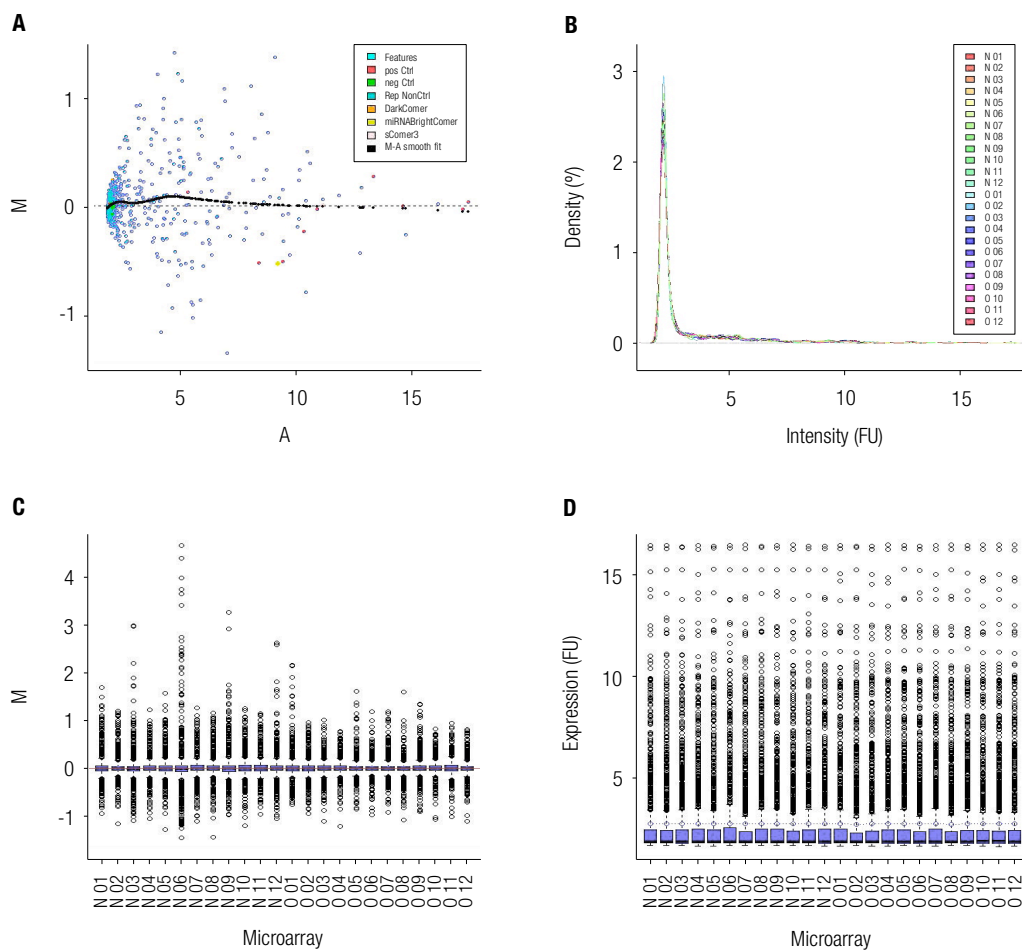 A
M
1
0
-1
5
10
15
A
Features
pos Ctrl
neg Ctrl
Rep NonCtrl
DarkComer
miRNABrightComer
sComer3
M-A smooth fit
B
Density (º/)
3
2
1
0
5
10
15
Intensity (FU)
N 01
N 02
N 03
N 04
N 05
N 06
N 07
N 08
N 09
N 10
N 11
N 12
O 01
O 02
O 03
O 04
O 05
O 06
O 07
O 08
O 09
O 10
O 11
O 12
C
M
4
3
2
1
0
-1
N 01
N 02
N 03
N 04
N 05
N 06
N 07
N 08
N 09
N 10
N 11
N 12
O 01
O 02
O 03
O 04
O 05
O 06
O 07
O 08
O 09
O 10
O 11
O 12
Microarray
D
Expression (FU)
15
10
5
N 01
N 02
N 03
N 04
N 05
N 06
N 07
N 08
N 09
N 10
N 11
N 12
O 01
O 02
O 03
O 04
O 05
O 06
O 07
O 08
O 09
O 10
O 11
O 12
Microarray